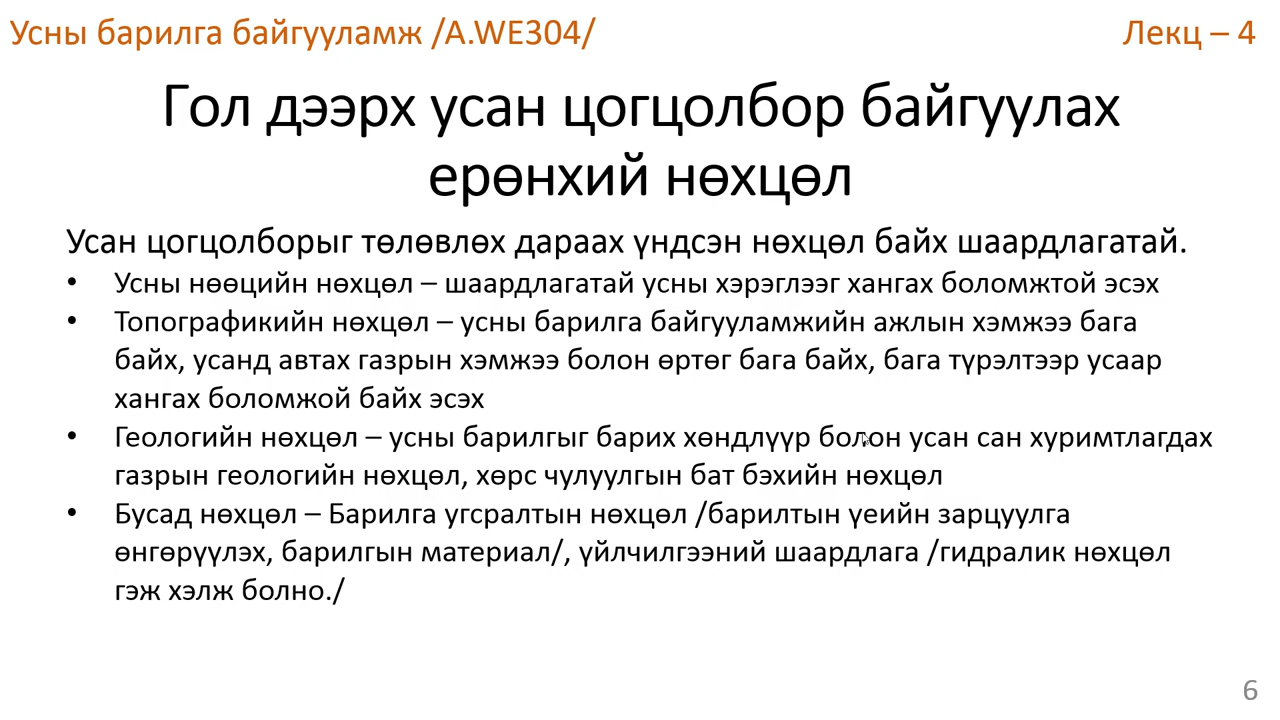 Усны барилга байгууламж /A.WE304/
Лекц – 4
Гол дээрх усан цогцолбор байгуулах
ерөнхий нөхцөл
Усан цогцолборыг төлөвлөх дараах үндсэн нөхцөл байх шаардлагатай.
• Усны нөөцийн нөхцөл – шаардлагатай усны хэрэглээг хангах боломжтой эсэх
• Топографикийн нөхцөл – усны барилга байгууламжийн ажлын хэмжээ бага
байх, усанд автах газрын хэмжээ болон өртөг бага байх, бага түрэлтээр усаар
хангах боломжой байх эсэх
• Геологийн нөхцөл – усны барилгыг барих хөндлүүр болон усан сан хуримтлагдах
газрын геологийн нөхцөл, хөрс чулуулгын бат бэхийн нөхцөл
• Бусад нөхцөл – Барилга угсралтын нөхцөл /барилтын үеийн зарцуулга
өнгөрүүлэх, барилгын материал/, үйлчилгээний шаардлага /гидралик нөхцөл
гэж хэлж болно./
6